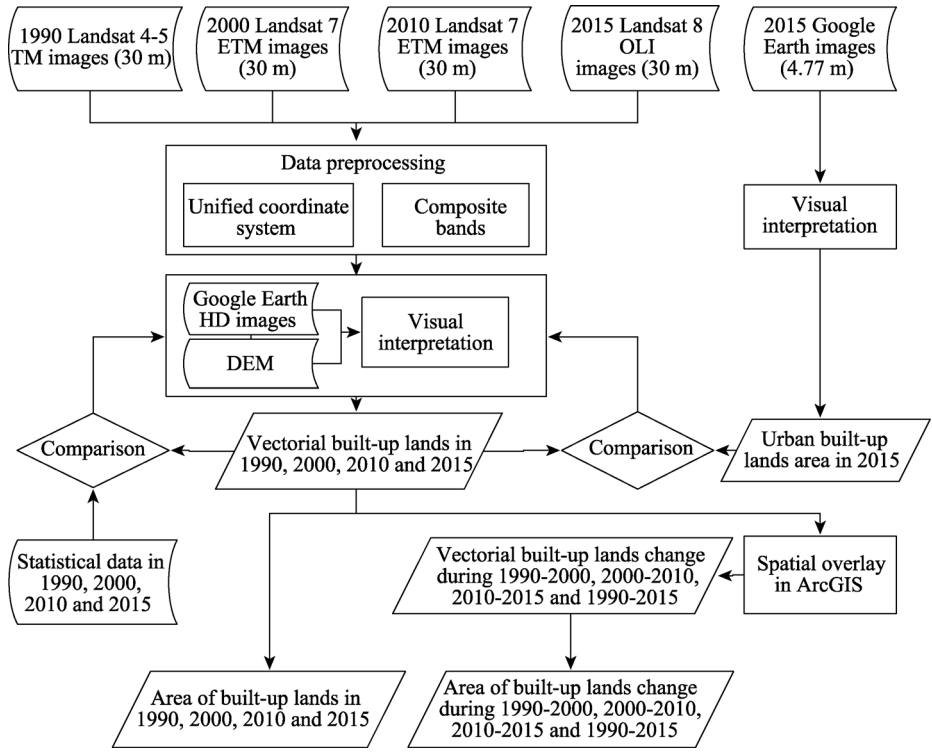 1990 Landsat 4-5
TM images (30 m)
2000 Landsat 7
ETM images
(30 m)
2010 Landsat 7
ETM images
(30 m)
2015 Landsat 8
OLI
images (30 m)
2015 Google
Earth images
(4.77 m)
Data preprocessing
Unified coordinate
system
Composite
bands
Visual
interpretation
Google Earth
HD images
DEM
Visual
interpretation
Comparison
Vectorial built-up lands in
1990, 2000, 2010 and 2015
Comparison
Urban built-up
lands area in 2015
Statistical data in
1990, 2000,
2010 and 2015
Vectorial built-up lands change
during 1990-2000, 2000-2010,
2010-2015 and 1990-2015
Spatial overlay
in ArcGIS
Area of built-up lands in
1990, 2000, 2010 and 2015
Area of built-up lands change
during 1990-2000, 2000-2010,
2010-2015 and 1990-2015